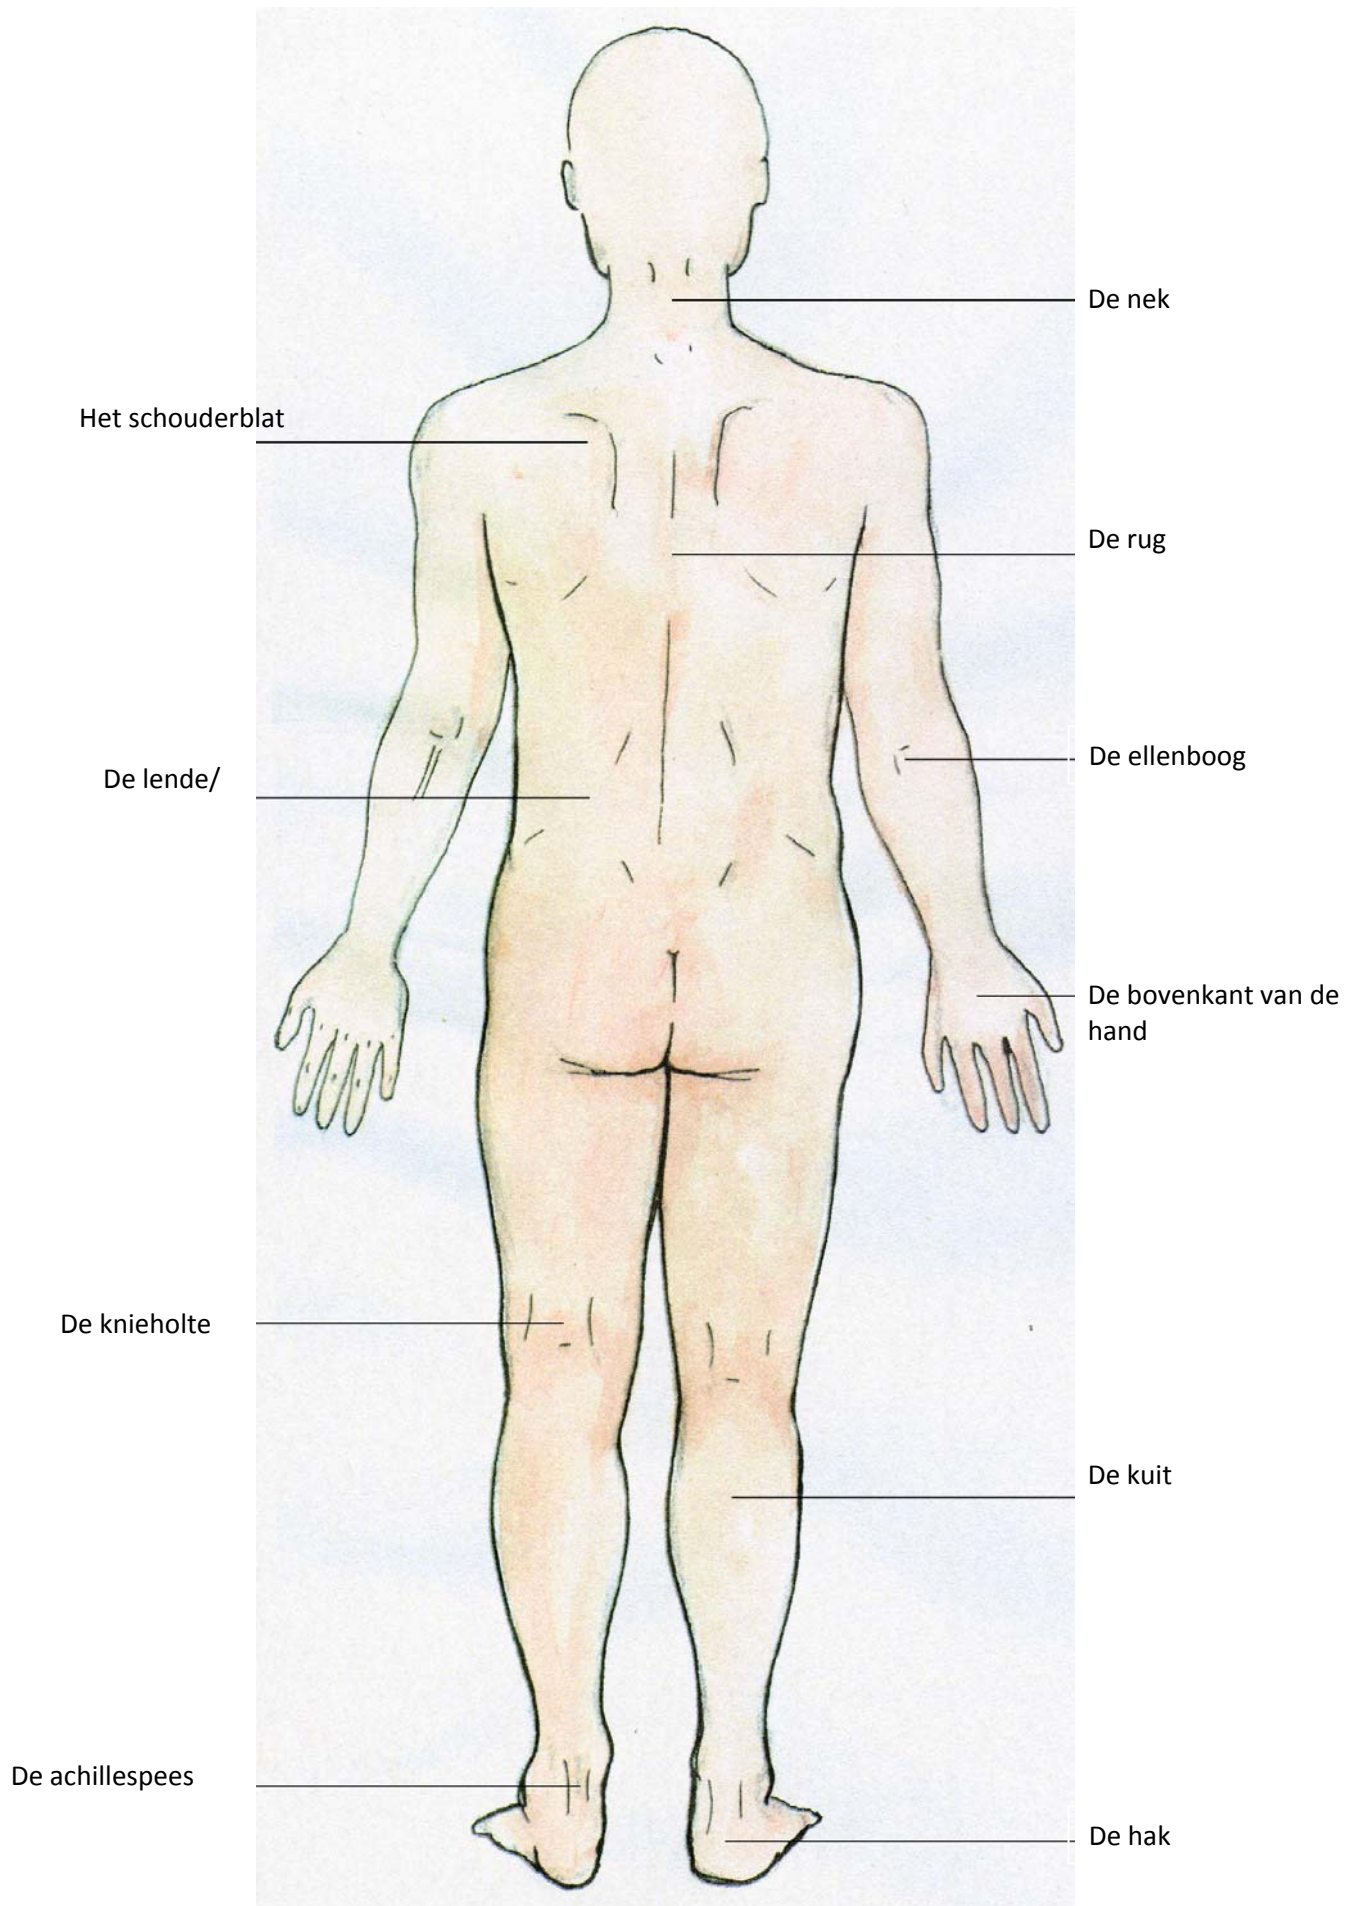 De nek
Het schouderblat
De rug
De ellenboog
De lende/
De bovenkant van de
hand
De knieholte
De kuit
De achillespees
De hak